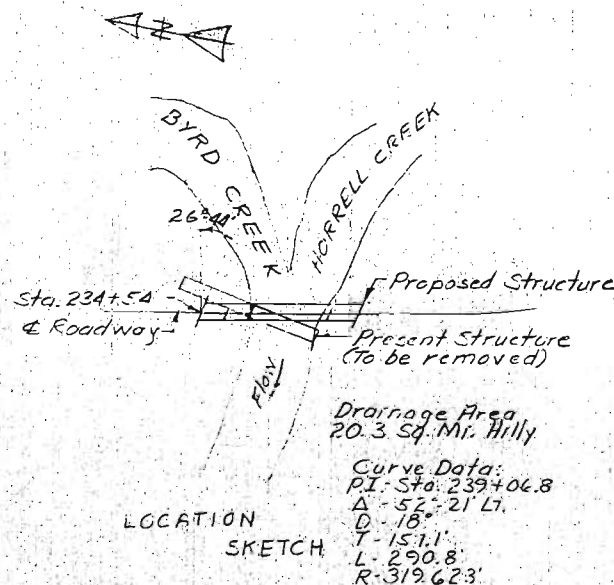 N
BYRD CREEK
HORRELL CREEK
26°44'
Proposed Structure
Sta. 234+54
℄ Roadway
Present Structure
(To be removed)
Flow
Drainage Area
20.3 Sq. Mi. Hilly
Curve Data:
PI-Sta. 239+06.8
Δ-52°-21' LT.
D-18°
T-157.1'
L-290.8'
R-319.623'
LOCATION
SKETCH